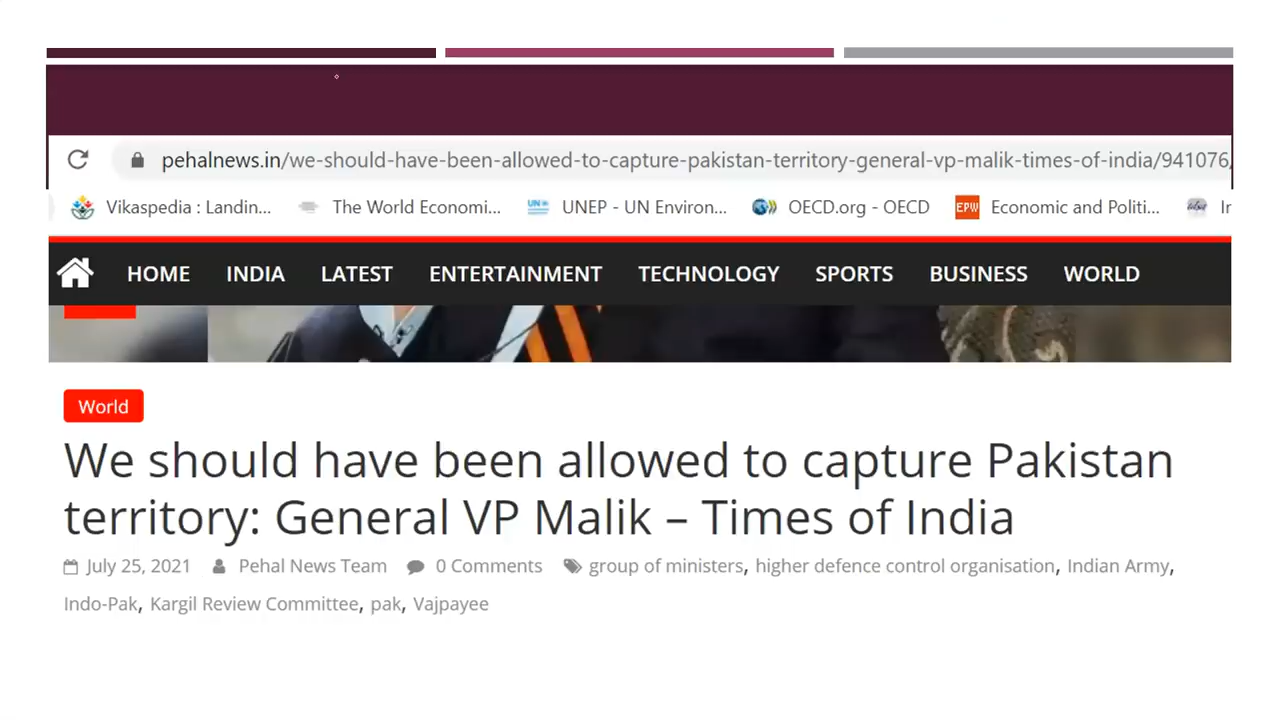 pehalnews.in/we-should-have-been-allowed-to-capture-pakistan-territory-general-vp-malik-times-of-india/941076/
Vikaspedia : Landin... The World Economi... UNEP - UN Environ... OECD.org - OECD EPW Economic and Politi...
HOME INDIA LATEST ENTERTAINMENT TECHNOLOGY SPORTS BUSINESS WORLD
World
We should have been allowed to capture Pakistan
territory: General VP Malik – Times of India
July 25, 2021 Pehal News Team 0 Comments group of ministers, higher defence control organisation, Indian Army,
Indo-Pak, Kargil Review Committee, pak, Vajpayee